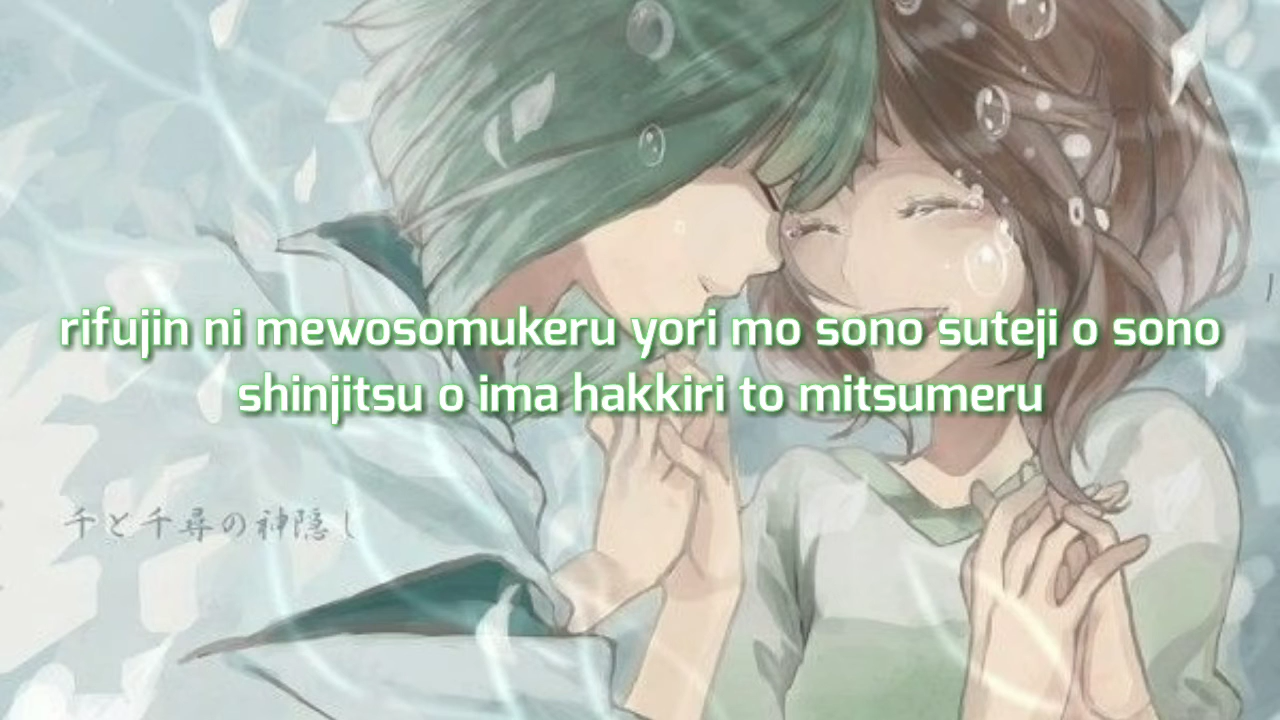 rifujin ni mewosomukeru yori mo sono suteji o sono
shinjitsu o ima hakkiri to mitsumeru
千と千尋の神隠し